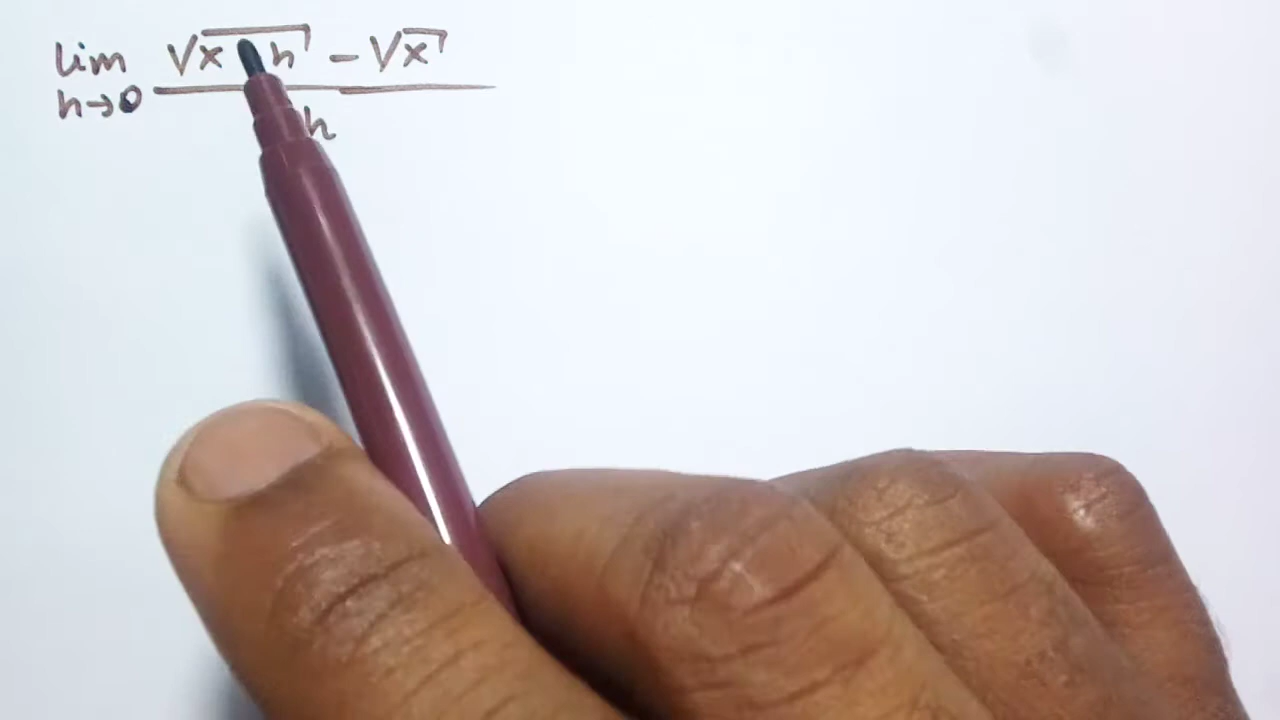 lim √x h - √x
h→0 h